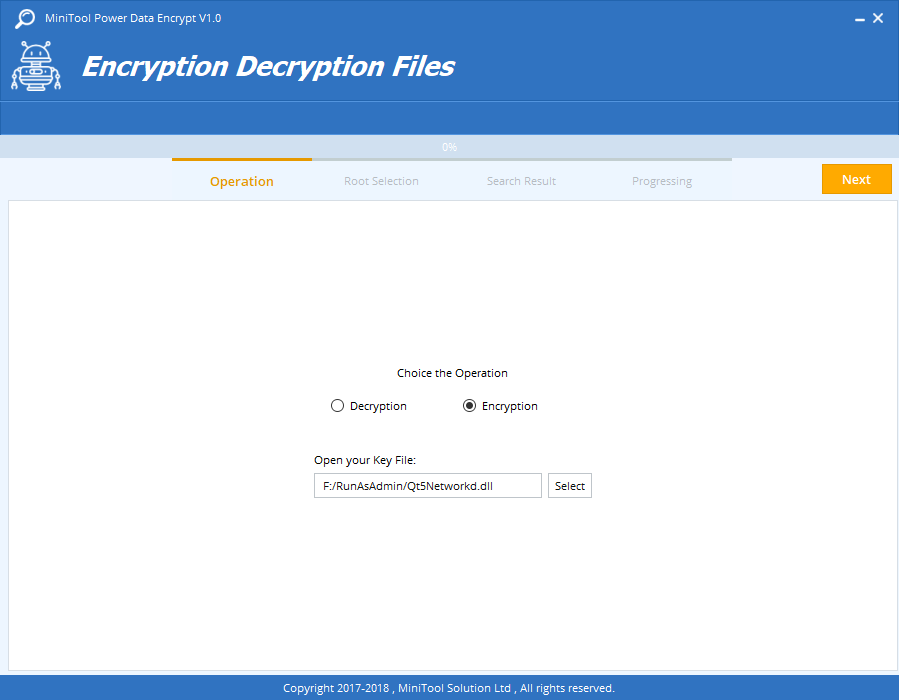 MiniTool Power Data Encrypt V1.0
Encryption Decryption Files
0%
Operation Root Selection Search Result Progressing Next
Choice the Operation
Decryption Encryption
Open your Key File:
F:/RunAsAdmin/Qt5Networkd.dll Select
Copyright 2017-2018 , MiniTool Solution Ltd , All rights reserved.